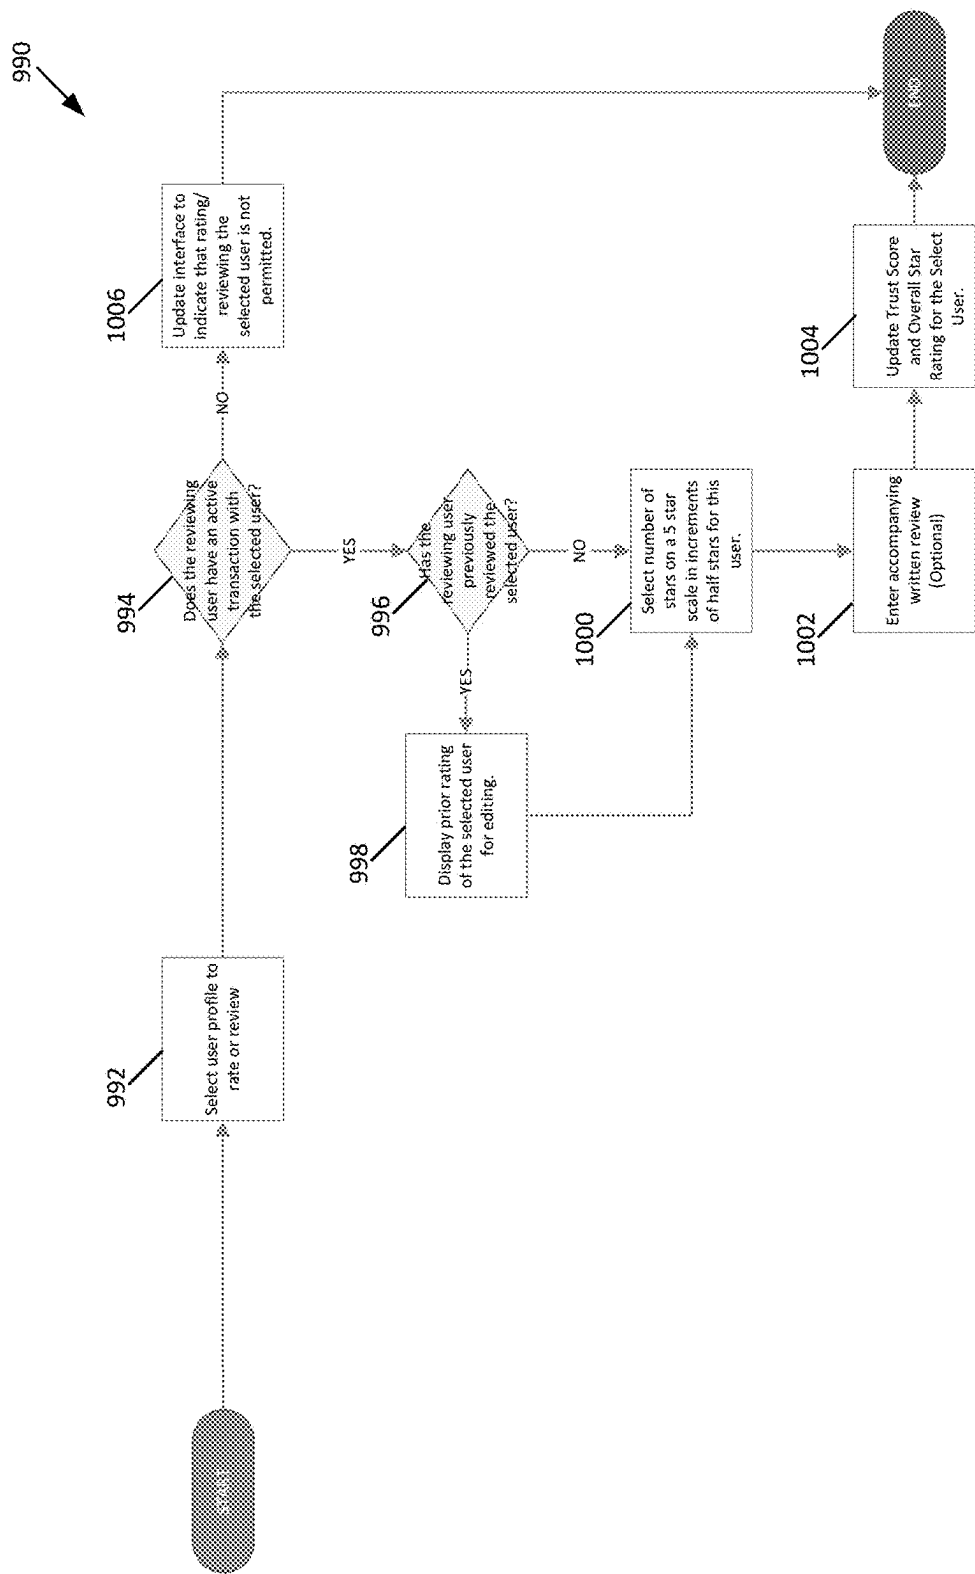 990
START
992
Select user profile to
rate or review
994
Does the reviewing
user have an active
transaction with
the selected user?
NO
1006
Update interface to
indicate that rating/
reviewing the
selected user is not
permitted.
YES
996
Has the
reviewing user
previously
reviewed the
selected user?
YES
998
Display prior rating
of the selected user
for editing.
NO
1000
Select number of
stars on a 5 star
scale in increments
of half stars for this
user.
1002
Enter accompanying
written review
(Optional)
1004
Update Trust Score
and Overall Star
Rating for the Select
User.
END